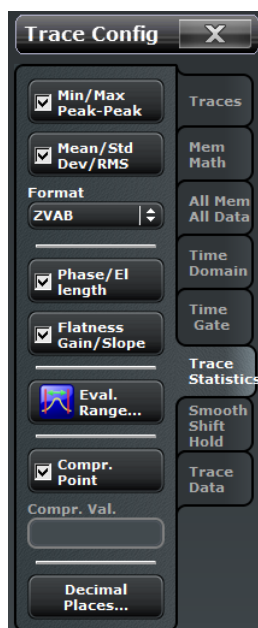 Trace Config X
Min/Max
Peak-Peak
Mean/Std
Dev/RMS
Format
ZVAB
Phase/El
length
Flatness
Gain/Slope
Eval.
Range...
Compr.
Point
Compr. Val.
Decimal
Places...
Traces
Mem
Math
All Mem
All Data
Time
Domain
Time
Gate
Trace
Statistics
Smooth
Shift
Hold
Trace
Data